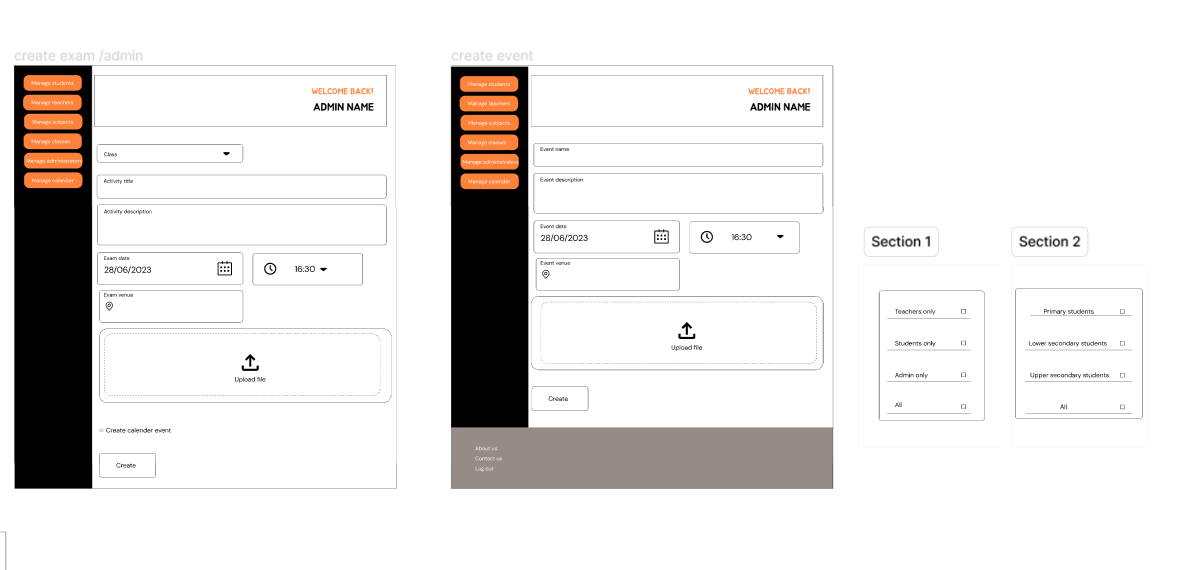 create exam /admin
Manage students
Manage teachers
Manage subjects
Manage classes
Manage administrators
Manage calender
WELCOME BACK!
ADMIN NAME
Class
Activity title
Activity description
Exam date
28/06/2023
16:30
Exam venue
Upload file
Create calender event
Create
create event
Manage students
Manage teachers
Manage subjects
Manage classes
Manage administrators
Manage calender
WELCOME BACK!
ADMIN NAME
Event name
Event description
Event date
28/06/2023
16:30
Event venue
Upload file
Create
About us
Contact us
Log out
Section 1
Teachers only
Students only
Admin only
All
Section 2
Primary students
Lower secondary students
Upper secondary students
All